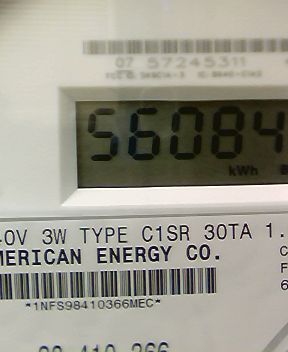 07 57245311
56084
kWh
0V 3W TYPE C1SR 30TA 1.
MERICAN ENERGY CO.
*1NFS98410366MEC*